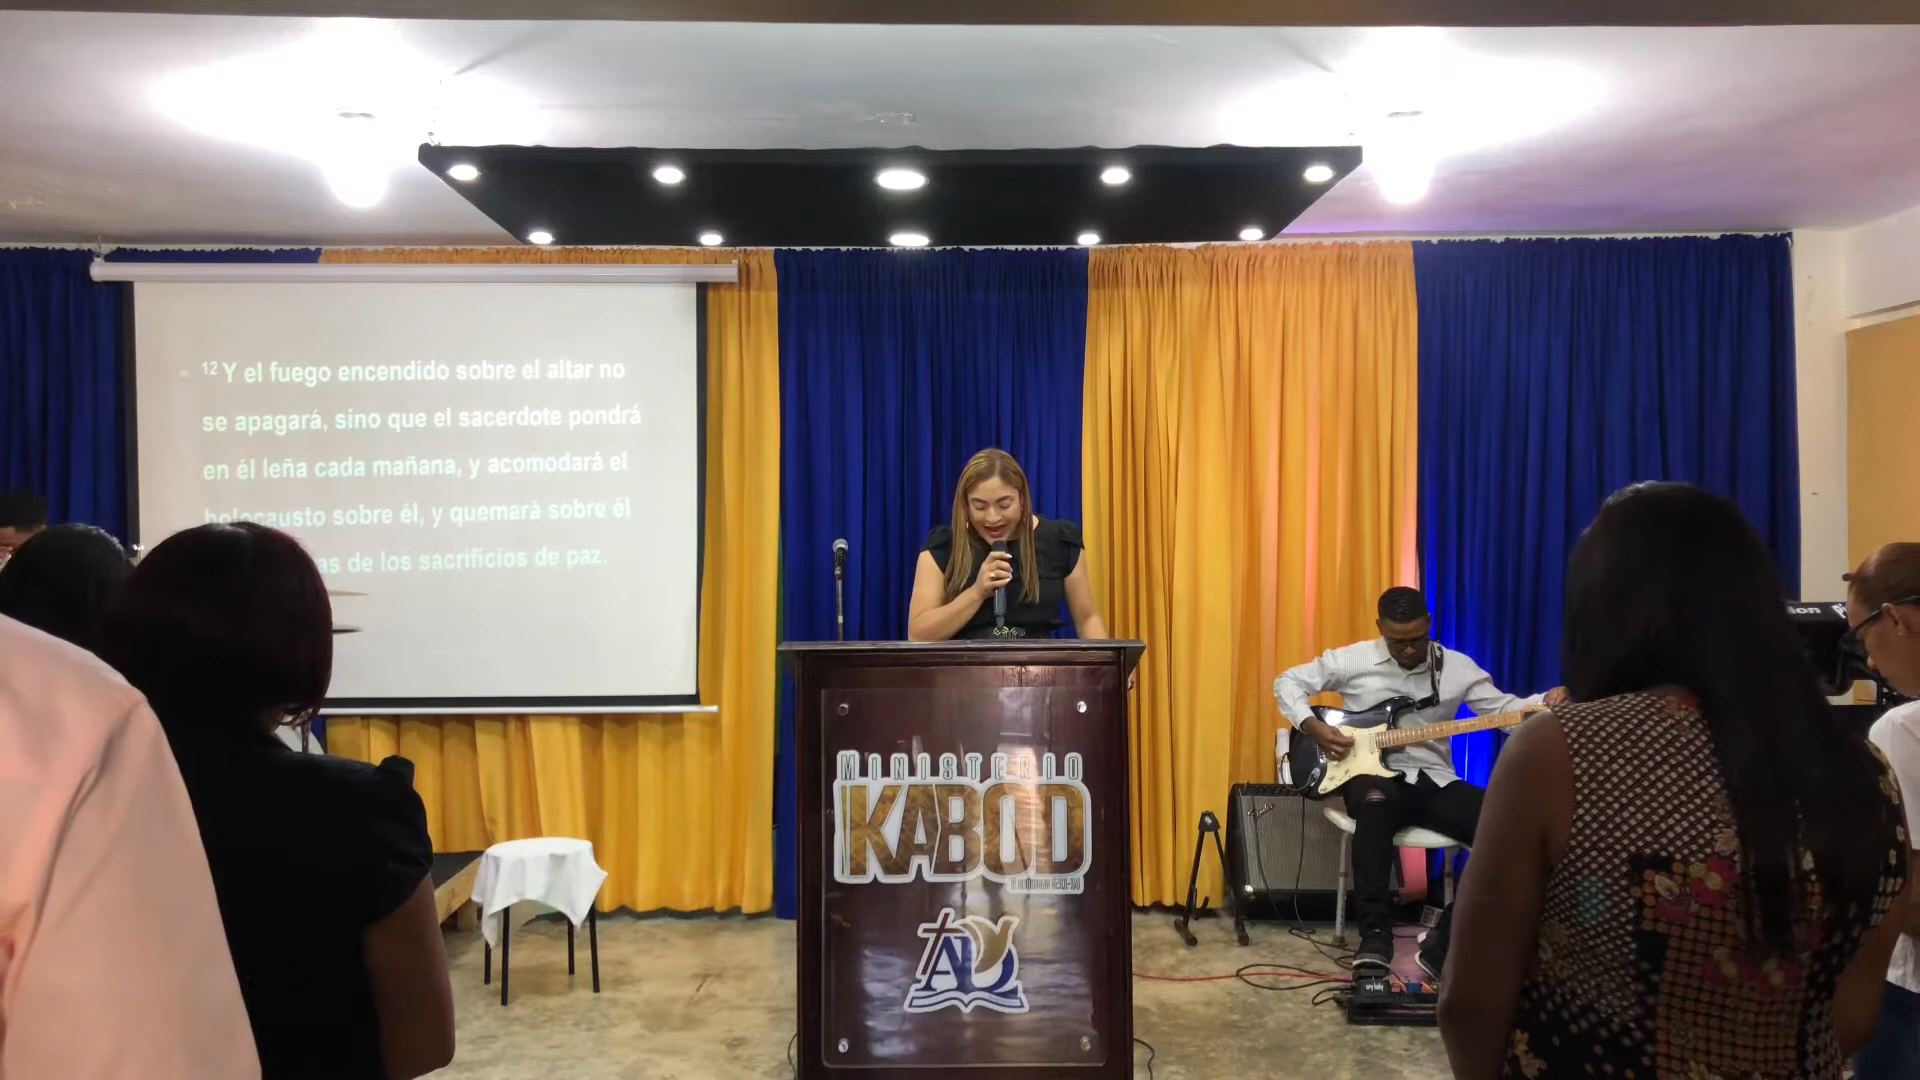 12 Y el fuego encendido sobre el altar no
se apagará, sino que el sacerdote pondrá
en él leña cada mañana, y acomodará el
holocausto sobre él, y quemará sobre él
de los sacrificios de paz.
MINISTERIO
KABOD
Fender